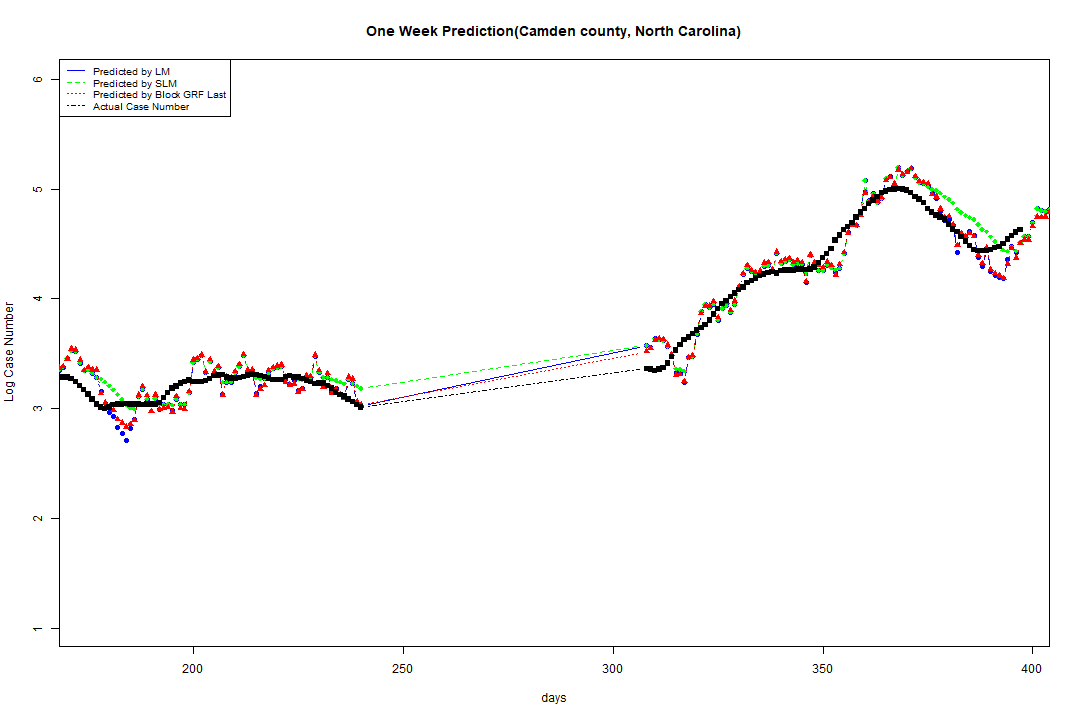 One Week Prediction(Camden county, North Carolina)
Predicted by LM
Predicted by SLM
Predicted by Block GRF Last
Actual Case Number
6
5
4
3
2
1
Log Case Number
200
250
300
350
400
days